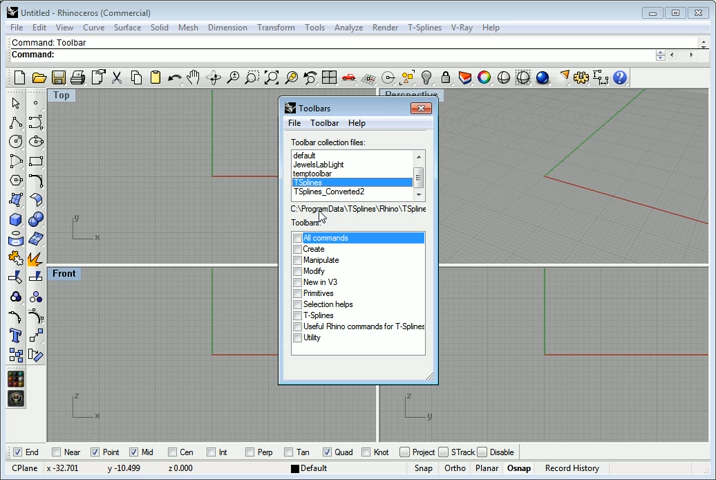 Untitled - Rhinoceros (Commercial)
File Edit View Curve Surface Solid Mesh Dimension Transform Tools Analyze Render T-Splines V-Ray Help
Command: Toolbar
Command:
Top
Perspective
Toolbars
File Toolbar Help
Toolbar collection files:
default
JewelsLabLight
temptoolbar
TSplines
TSplines_Converted2
C:\ProgramData\TSplines\Rhino\TSpline
Toolbars:
All commands
Create
Manipulate
Modify
New in V3
Primitives
Selection helps
T-Splines
Useful Rhino commands for T-Splines
Utility
y
x
Front
z
x
z
y
End Near Point Mid Cen Int Perp Tan Quad Knot Project STrack Disable
CPlane x -32.701 y -10.499 z 0.000 Default Snap Ortho Planar Osnap Record History